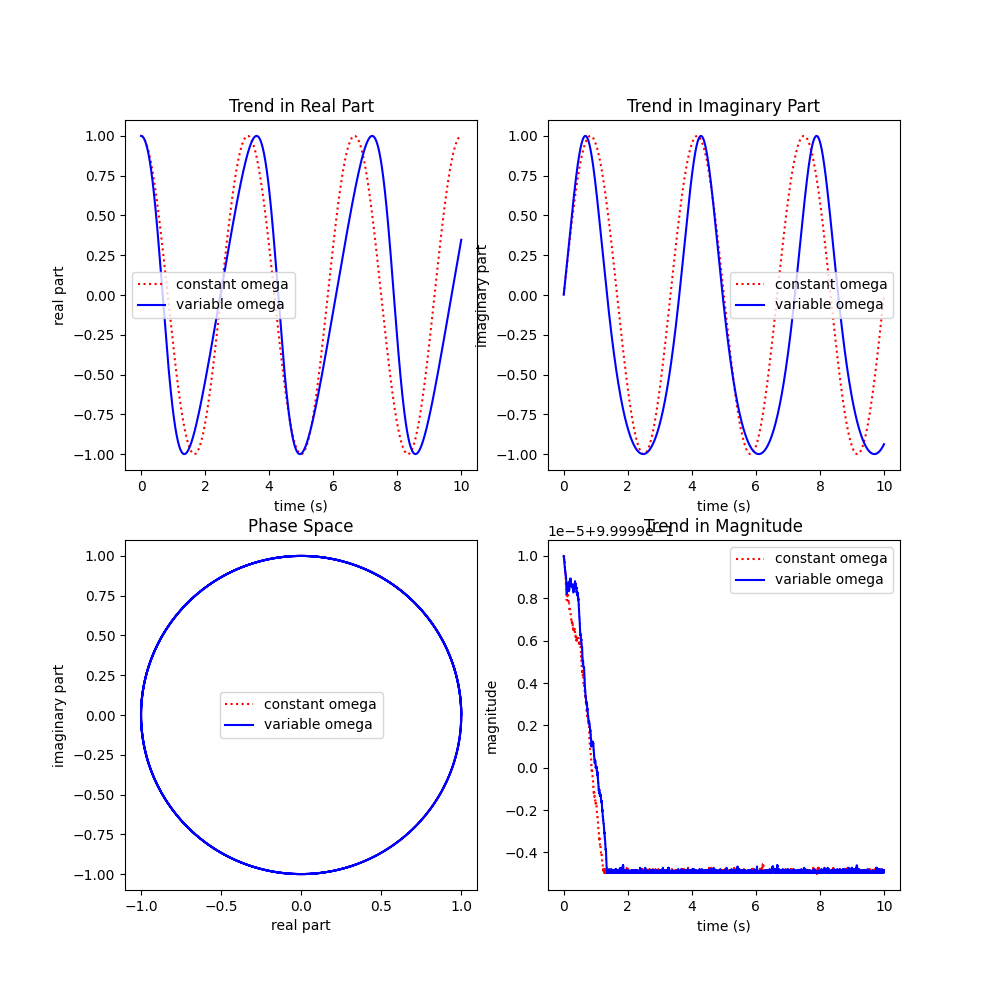 Trend in Real Part
real part
1.00
0.75
0.50
0.25
0.00
−0.25
−0.50
−0.75
−1.00
constant omega
variable omega
0 2 4 6 8 10
time (s)
Trend in Imaginary Part
imaginary part
1.00
0.75
0.50
0.25
0.00
−0.25
−0.50
−0.75
−1.00
constant omega
variable omega
0 2 4 6 8 10
time (s)
Phase Space
imaginary part
1.00
0.75
0.50
0.25
0.00
−0.25
−0.50
−0.75
−1.00
constant omega
variable omega
−1.0 −0.5 0.0 0.5 1.0
real part
Trend in Magnitude
1e−5+9.9999e−1
magnitude
1.0
0.8
0.6
0.4
0.2
0.0
−0.2
−0.4
constant omega
variable omega
0 2 4 6 8 10
time (s)